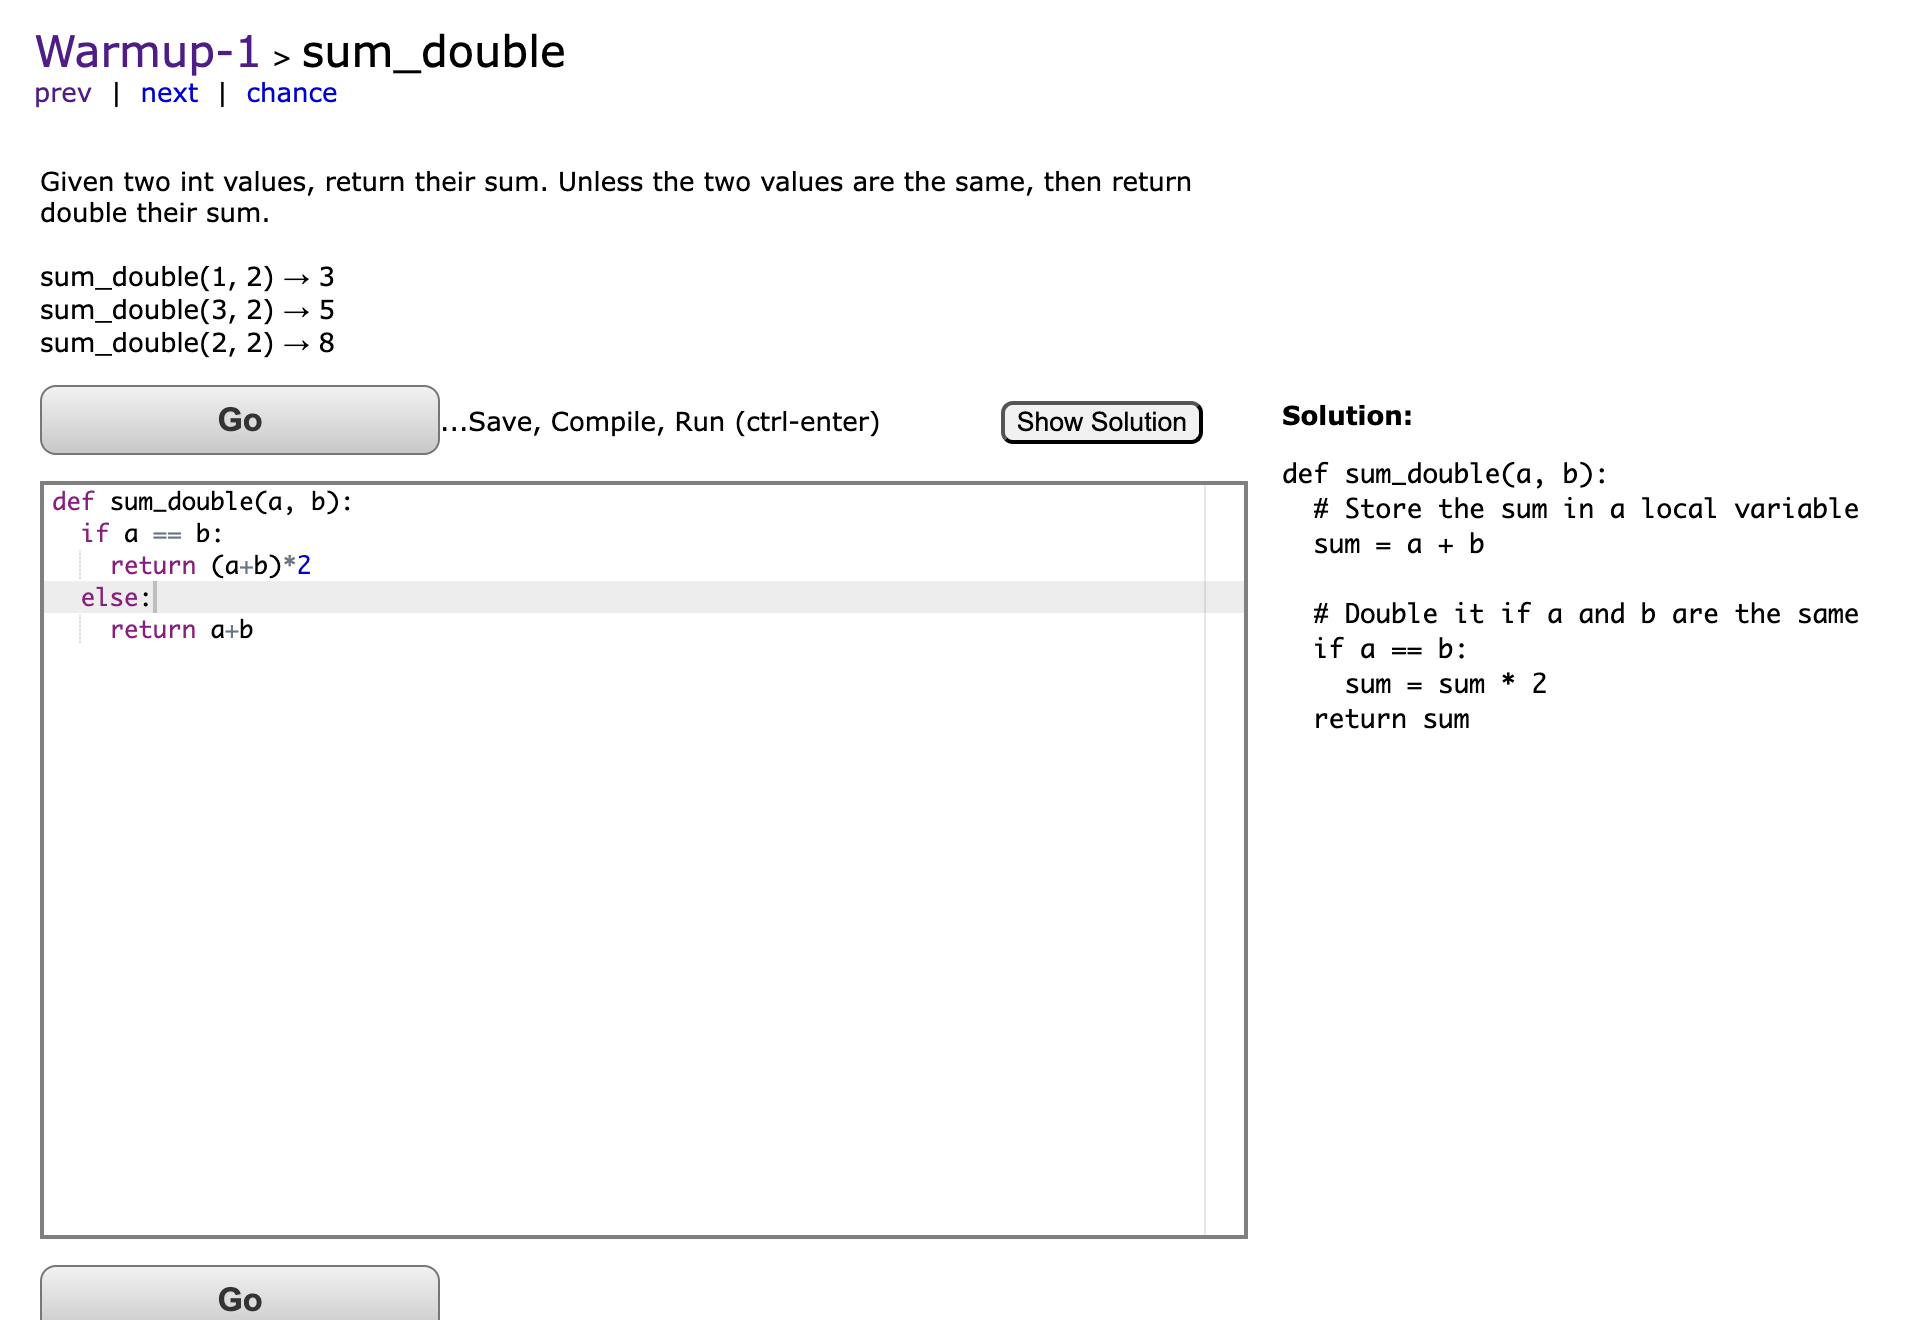 Warmup-1 > sum_double
prev | next | chance
Given two int values, return their sum. Unless the two values are the same, then return
double their sum.
sum_double(1, 2) → 3
sum_double(3, 2) → 5
sum_double(2, 2) → 8
Go ...Save, Compile, Run (ctrl-enter) Show Solution
def sum_double(a, b):
  if a == b:
    return (a+b)*2
  else:
    return a+b
Go
Solution:
def sum_double(a, b):
  # Store the sum in a local variable
  sum = a + b
  # Double it if a and b are the same
  if a == b:
    sum = sum * 2
  return sum